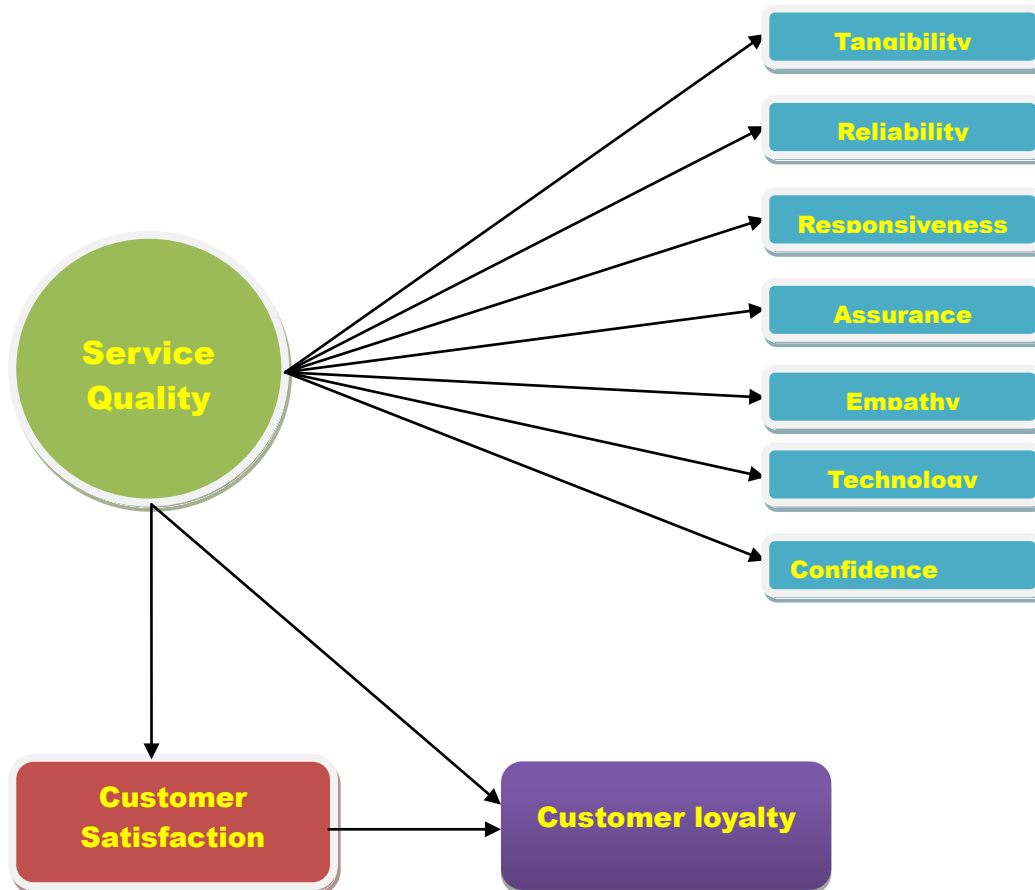 Tangibility
Reliability
Responsiveness
Assurance
Service
Quality
Empathy
Technology
Confidence
Customer
Satisfaction
Customer loyalty